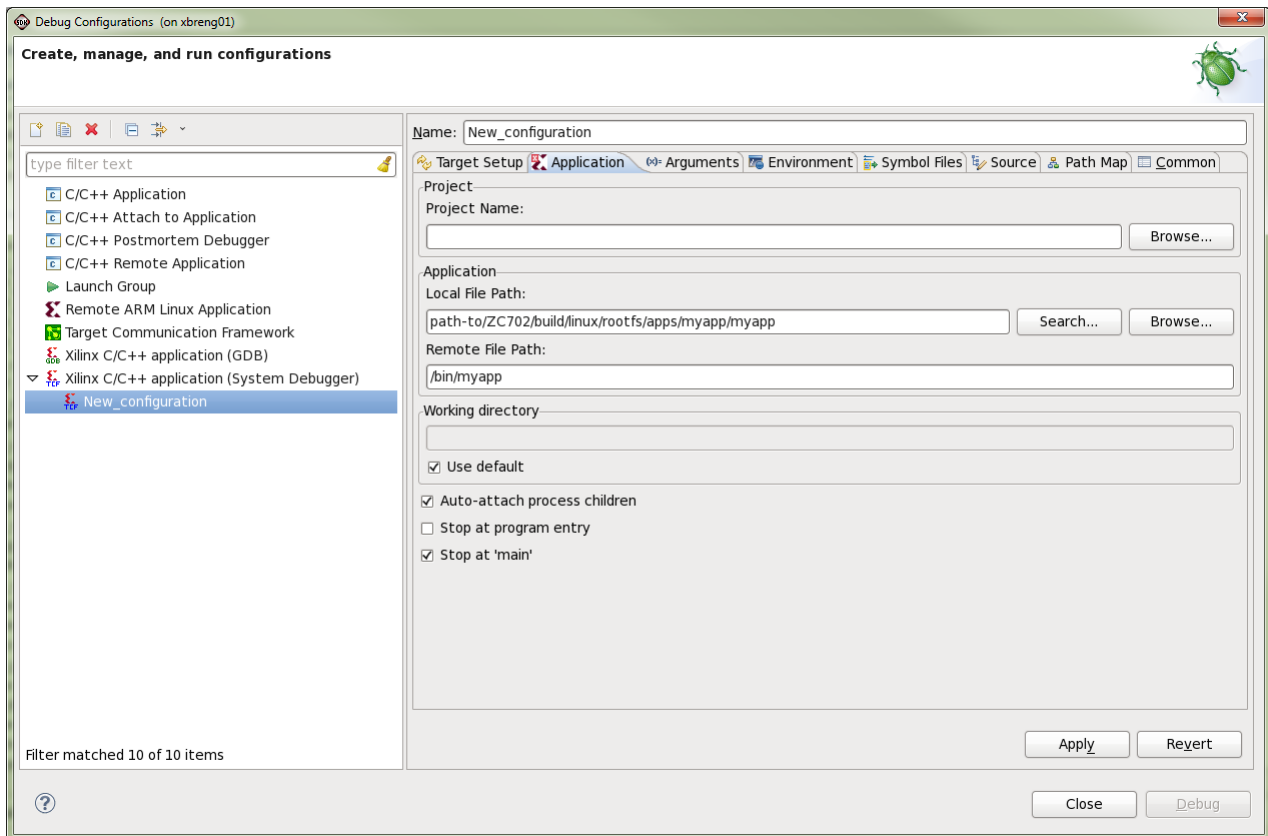 Debug Configurations (on xbreng01)
Create, manage, and run configurations
type filter text
C/C++ Application
C/C++ Attach to Application
C/C++ Postmortem Debugger
C/C++ Remote Application
Launch Group
Remote ARM Linux Application
Target Communication Framework
Xilinx C/C++ application (GDB)
Xilinx C/C++ application (System Debugger)
New_configuration
Filter matched 10 of 10 items
Name: New_configuration
Target Setup Application Arguments Environment Symbol Files Source Path Map Common
Project
Project Name:
Browse...
Application
Local File Path:
path-to/ZC702/build/linux/rootfs/apps/myapp/myapp Search... Browse...
Remote File Path:
/bin/myapp
Working directory
Use default
Auto-attach process children
Stop at program entry
Stop at 'main'
Apply Revert
Close Debug